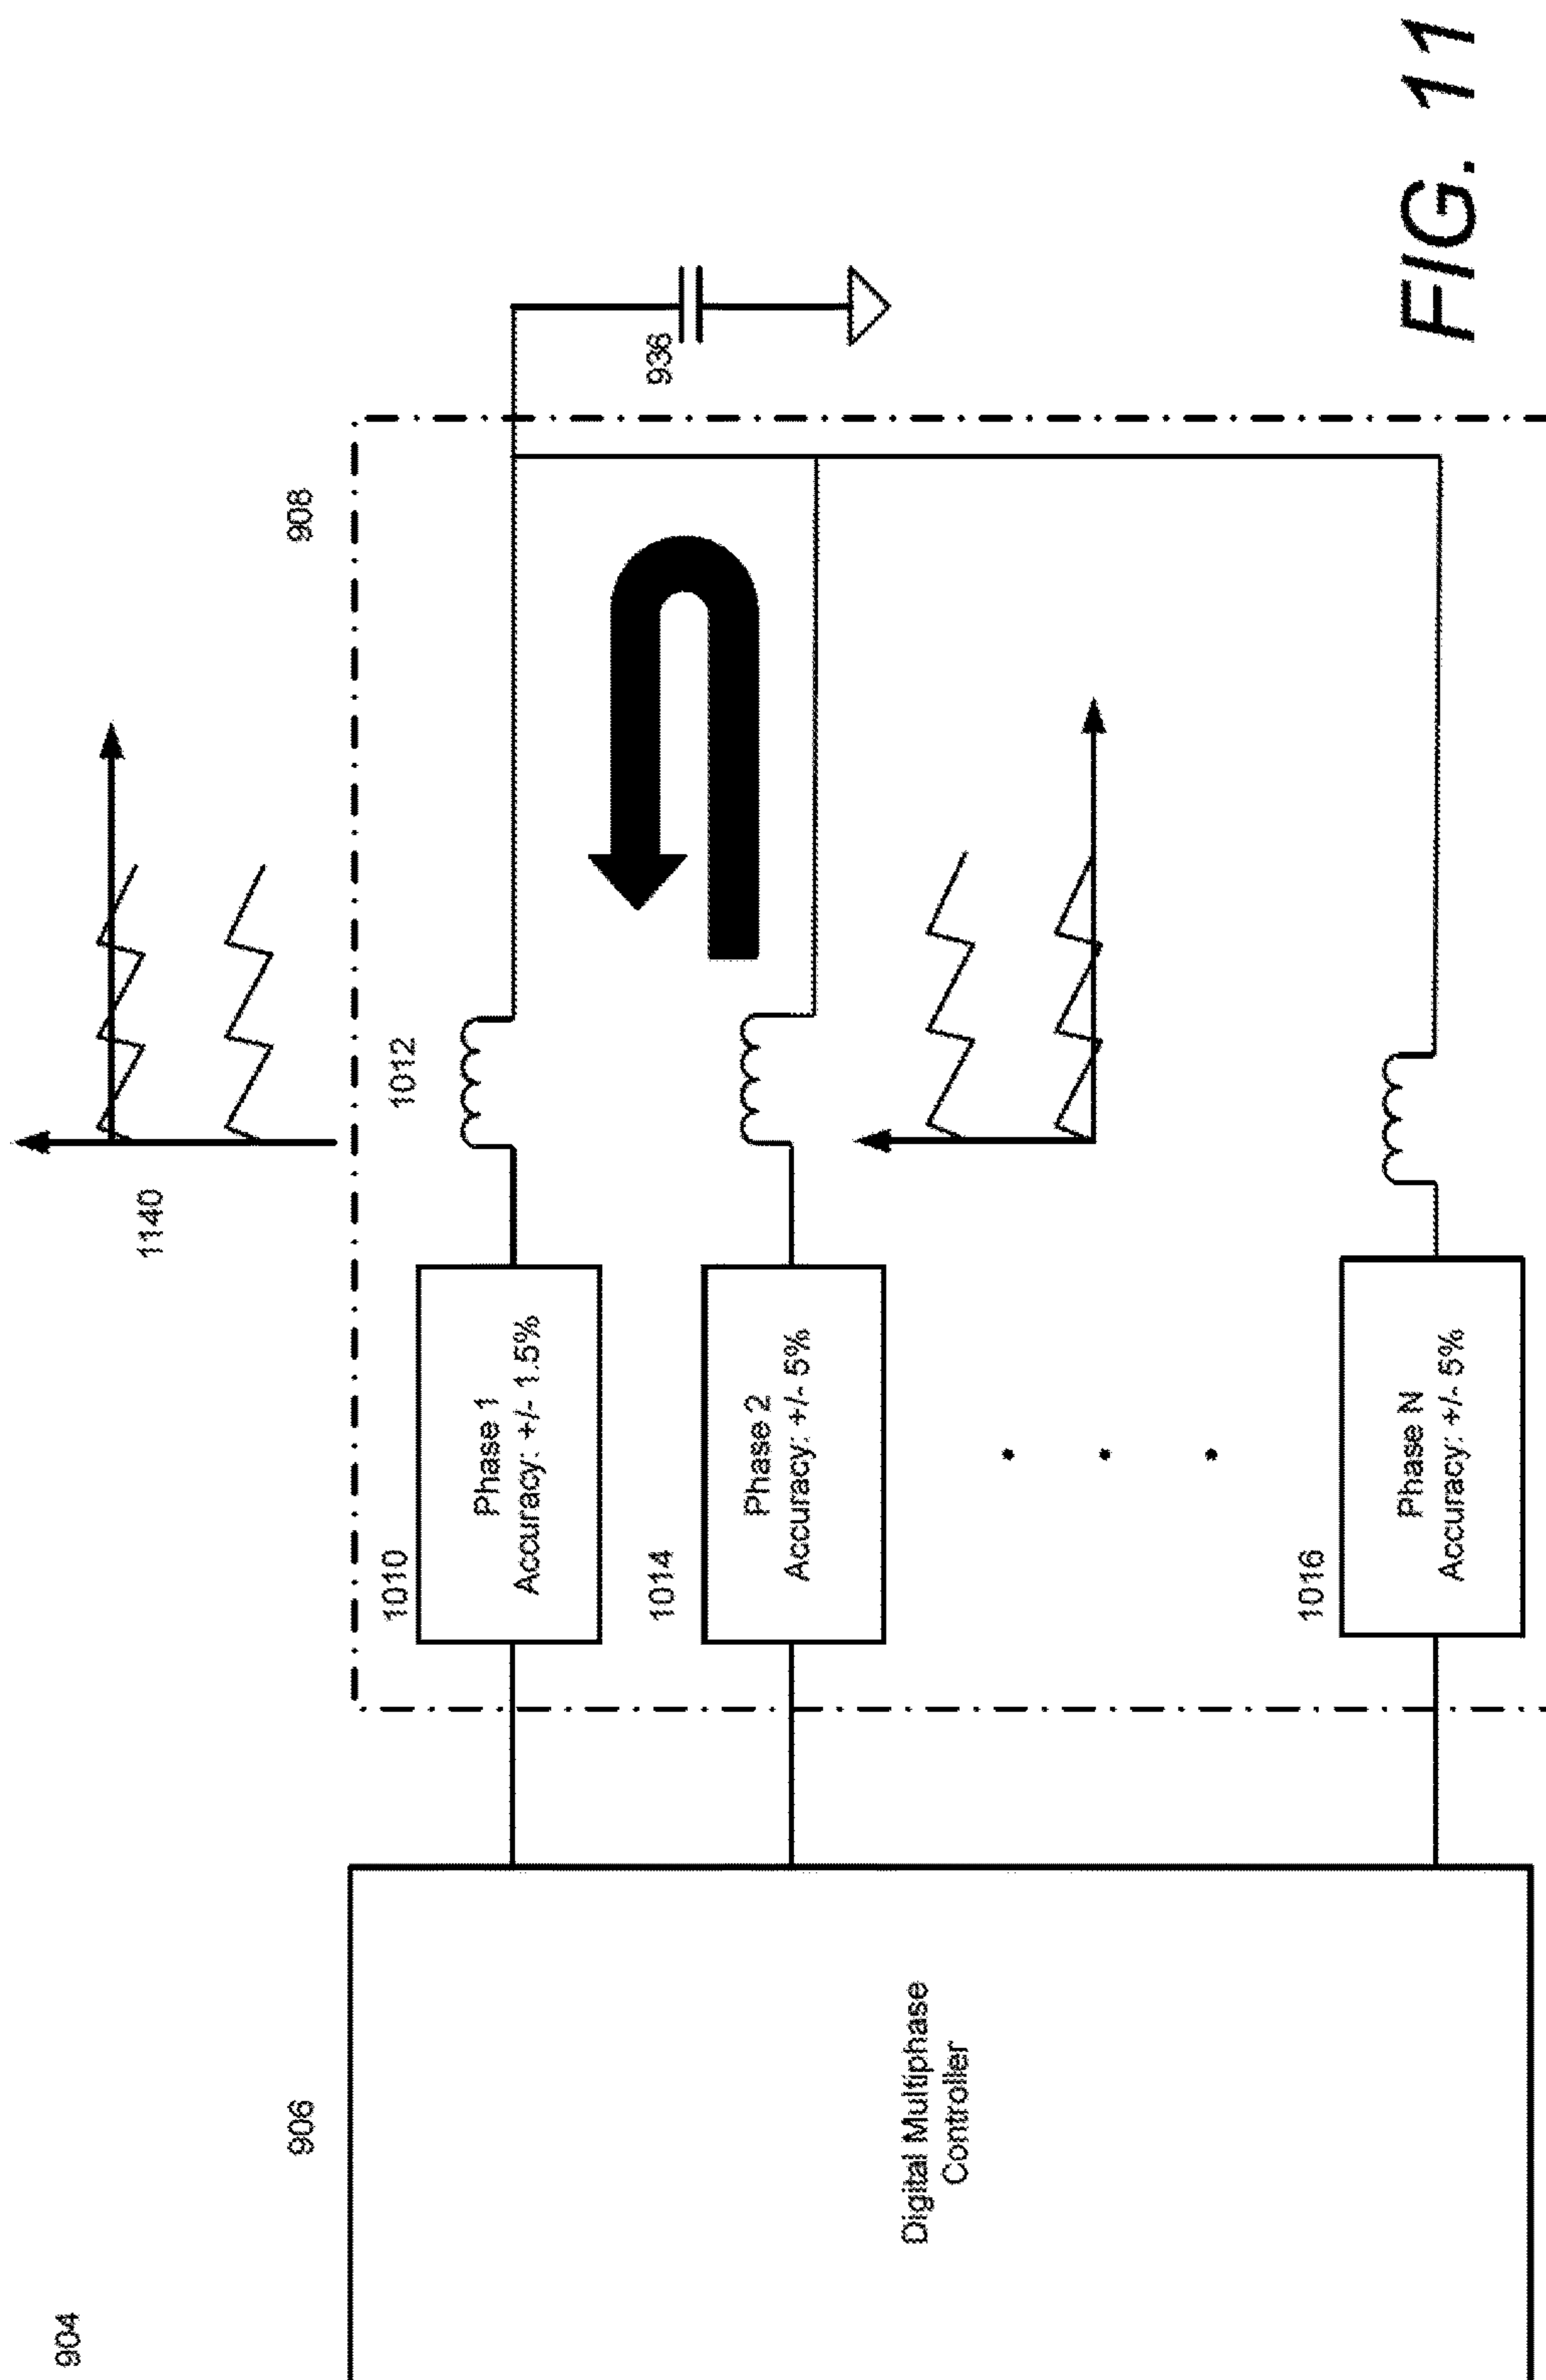 904
906
Digital Multiphase
Controller
908
1140
1010
Phase 1
Accuracy: +/- 1.5%
1012
1014
Phase 2
Accuracy: +/- 5%
1016
Phase N
Accuracy: +/- 5%
936
FIG. 11